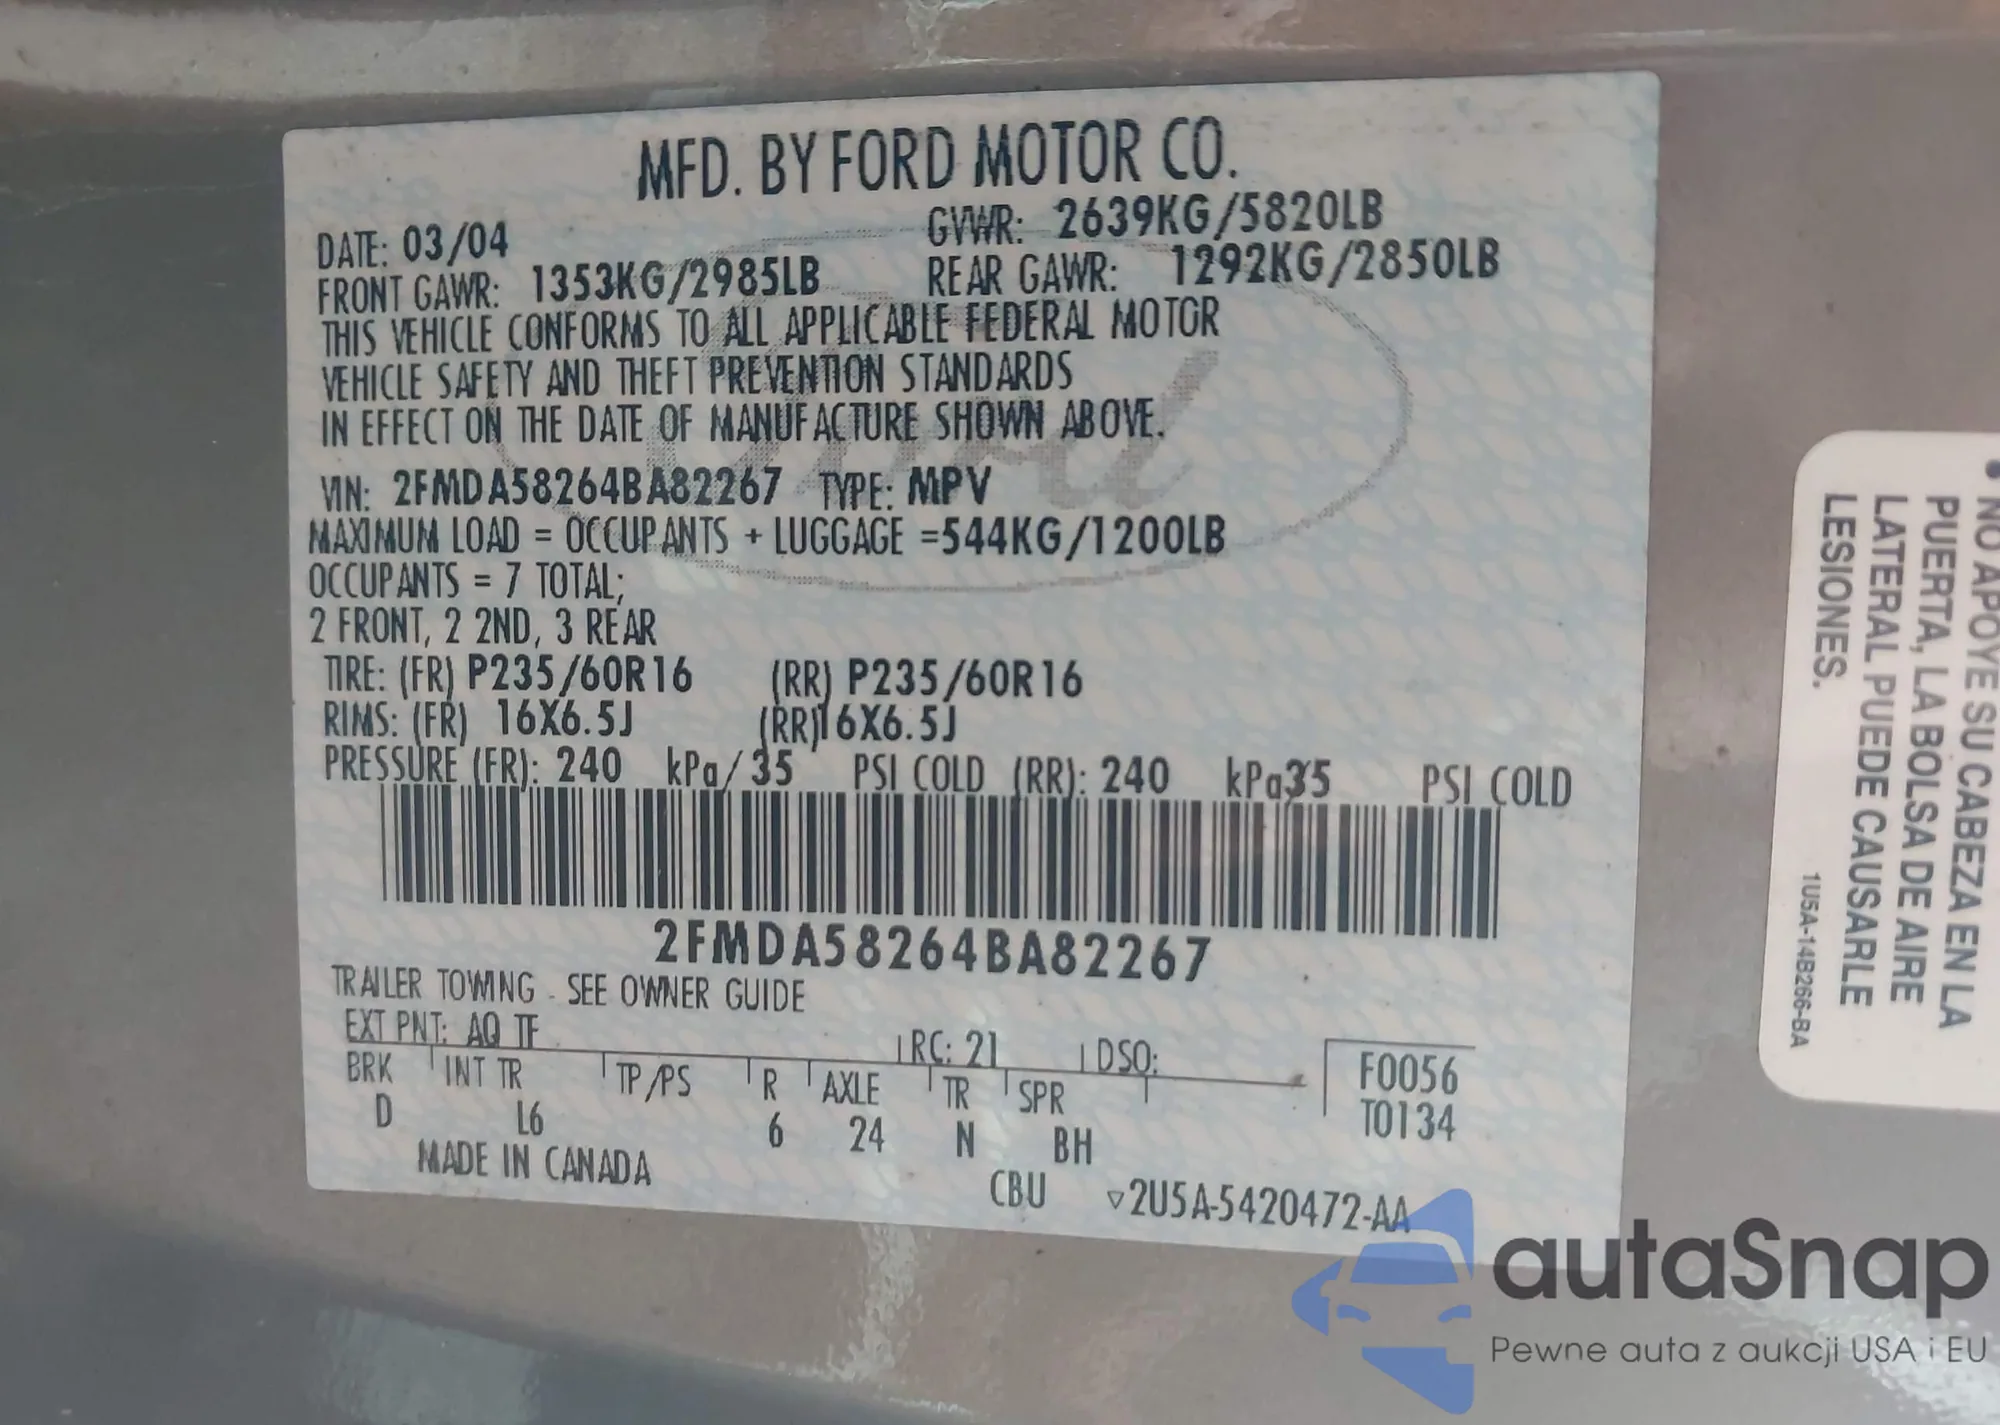 MFD. BY FORD MOTOR CO.
DATE: 03/04 GVWR: 2639KG/5820LB
FRONT GAWR: 1353KG/2985LB REAR GAWR: 1292KG/2850LB
THIS VEHICLE CONFORMS TO ALL APPLICABLE FEDERAL MOTOR
VEHICLE SAFETY AND THEFT PREVENTION STANDARDS
IN EFFECT ON THE DATE OF MANUFACTURE SHOWN ABOVE.
VIN: 2FMDA58264BA82267 TYPE: MPV
MAXIMUM LOAD = OCCUPANTS + LUGGAGE =544KG/1200LB
OCCUPANTS = 7 TOTAL;
2 FRONT, 2 2ND, 3 REAR
TIRE: (FR) P235/60R16 (RR) P235/60R16
RIMS: (FR) 16X6.5J (RR)16X6.5J
PRESSURE (FR): 240 kPa/35 PSI COLD (RR): 240 kPa35 PSI COLD
2FMDA58264BA82267
TRAILER TOWING - SEE OWNER GUIDE
EXT PNT: AQ TF RC: 21 DSO:
BRK INT TR TP/PS R AXLE TR SPR
D L6 6 24 N BH
F0056
T0134
MADE IN CANADA
CBU ▽2U5A-5420472-AA
Ford
• NO APOYE SU CABEZA EN LA
PUERTA, LA BOLSA DE AIRE
LATERAL PUEDE CAUSARLE
LESIONES.
1U5A-14B266-BA
autaSnap
Pewne auta z aukcji USA i EU